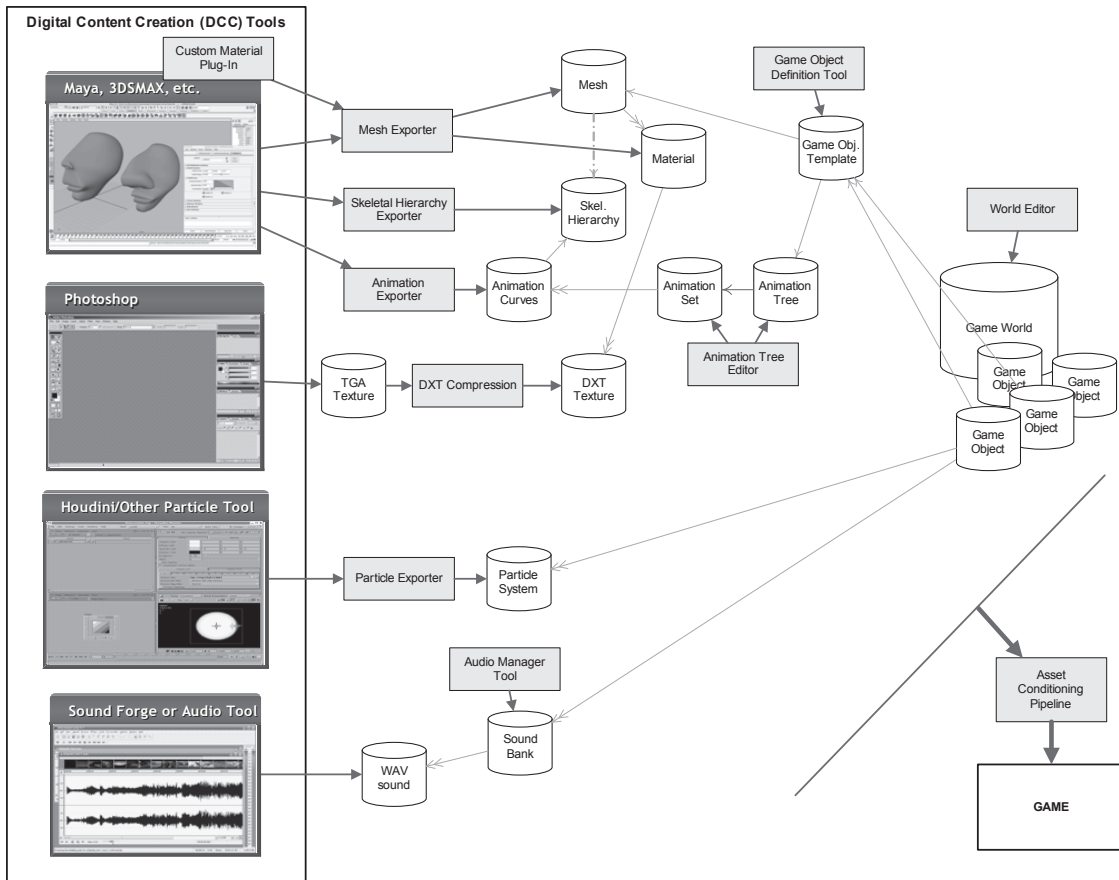 Digital Content Creation (DCC) Tools
Custom Material
Plug-In
Maya, 3DSMAX, etc.
Mesh Exporter
Mesh
Material
Game Object
Definition Tool
Game Obj.
Template
Skeletal Hierarchy
Exporter
Skel.
Hierarchy
World Editor
Animation
Exporter
Animation
Curves
Animation
Set
Animation
Tree
Animation Tree
Editor
Game World
Game
Object
Game
Object
Game
Object
Game
Object
Photoshop
TGA
Texture
DXT Compression
DXT
Texture
Houdini/Other Particle Tool
Particle Exporter
Particle
System
Audio Manager
Tool
Sound
Bank
Sound Forge or Audio Tool
WAV
sound
Asset
Conditioning
Pipeline
GAME